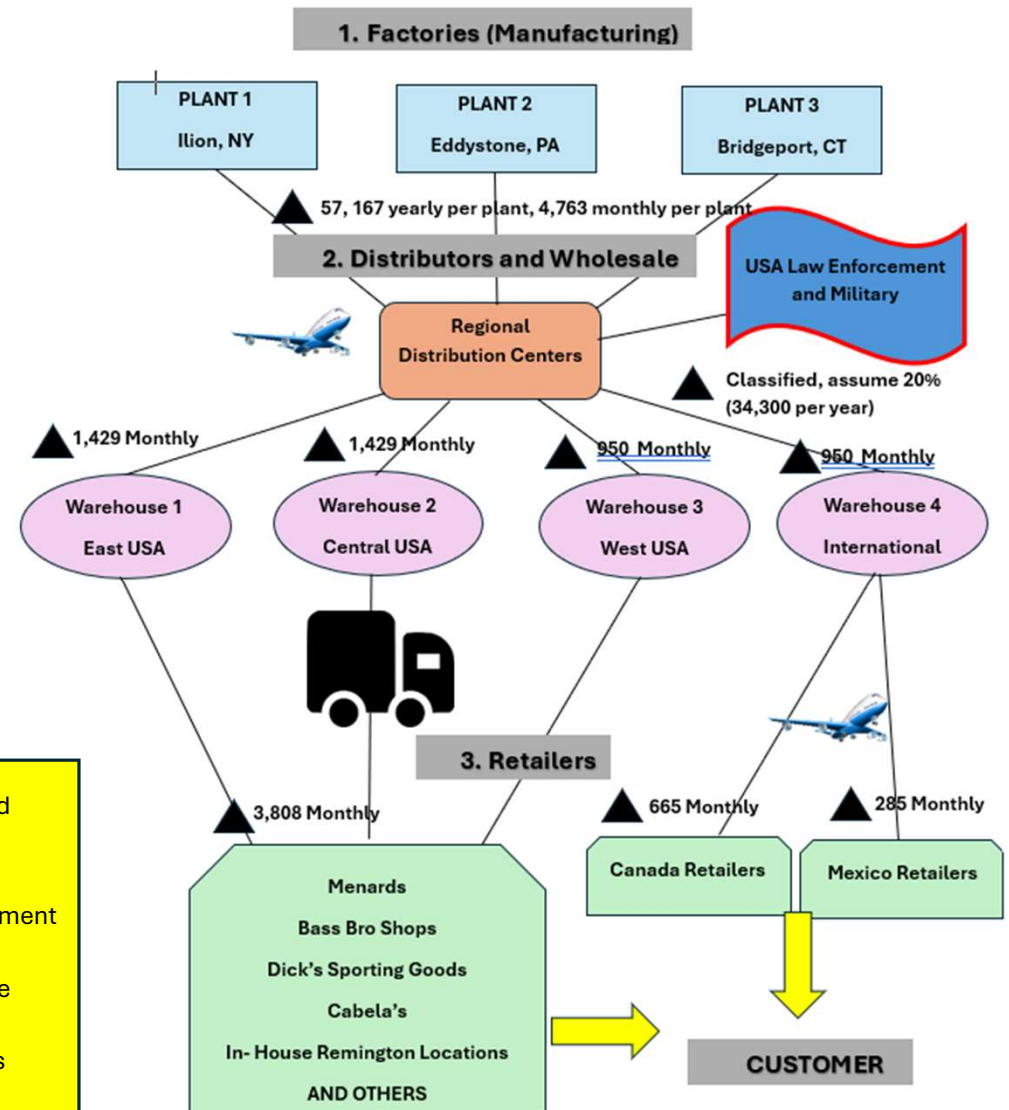 1. Factories (Manufacturing)
PLANT 1
Ilion, NY
PLANT 2
Eddystone, PA
PLANT 3
Bridgeport, CT
57, 167 yearly per plant, 4,763 monthly per plant
2. Distributors and Wholesale
USA Law Enforcement
and Military
Regional
Distribution Centers
Classified, assume 20%
(34,300 per year)
1,429 Monthly
1,429 Monthly
950 Monthly
950 Monthly
Warehouse 1
East USA
Warehouse 2
Central USA
Warehouse 3
West USA
Warehouse 4
International
3. Retailers
3,808 Monthly
665 Monthly
285 Monthly
Canada Retailers
Mexico Retailers
Menards
Bass Bro Shops
Dick's Sporting Goods
Cabela's
In- House Remington Locations
AND OTHERS
CUSTOMER